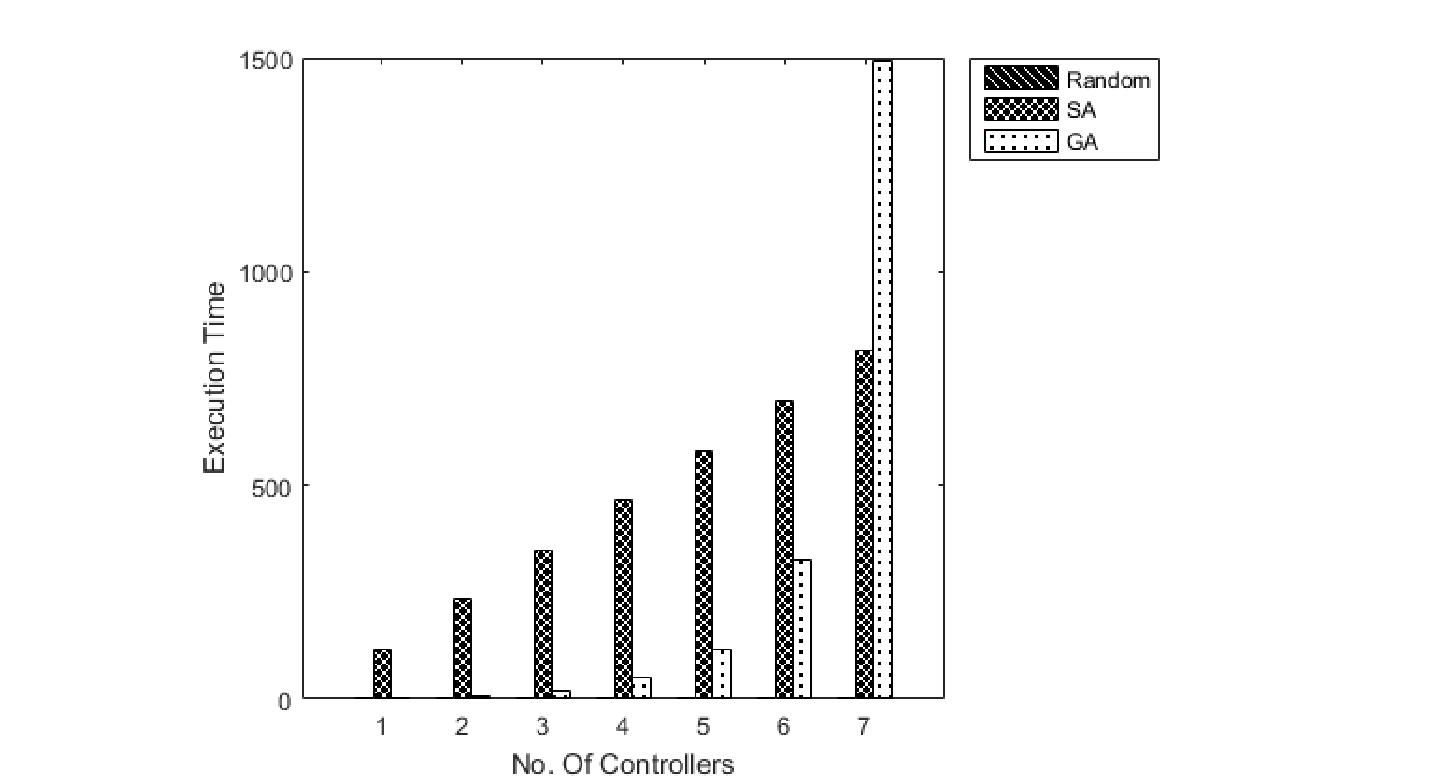 1500
1000
500
0
Execution Time
1 2 3 4 5 6 7
No. Of Controllers
Random
SA
GA